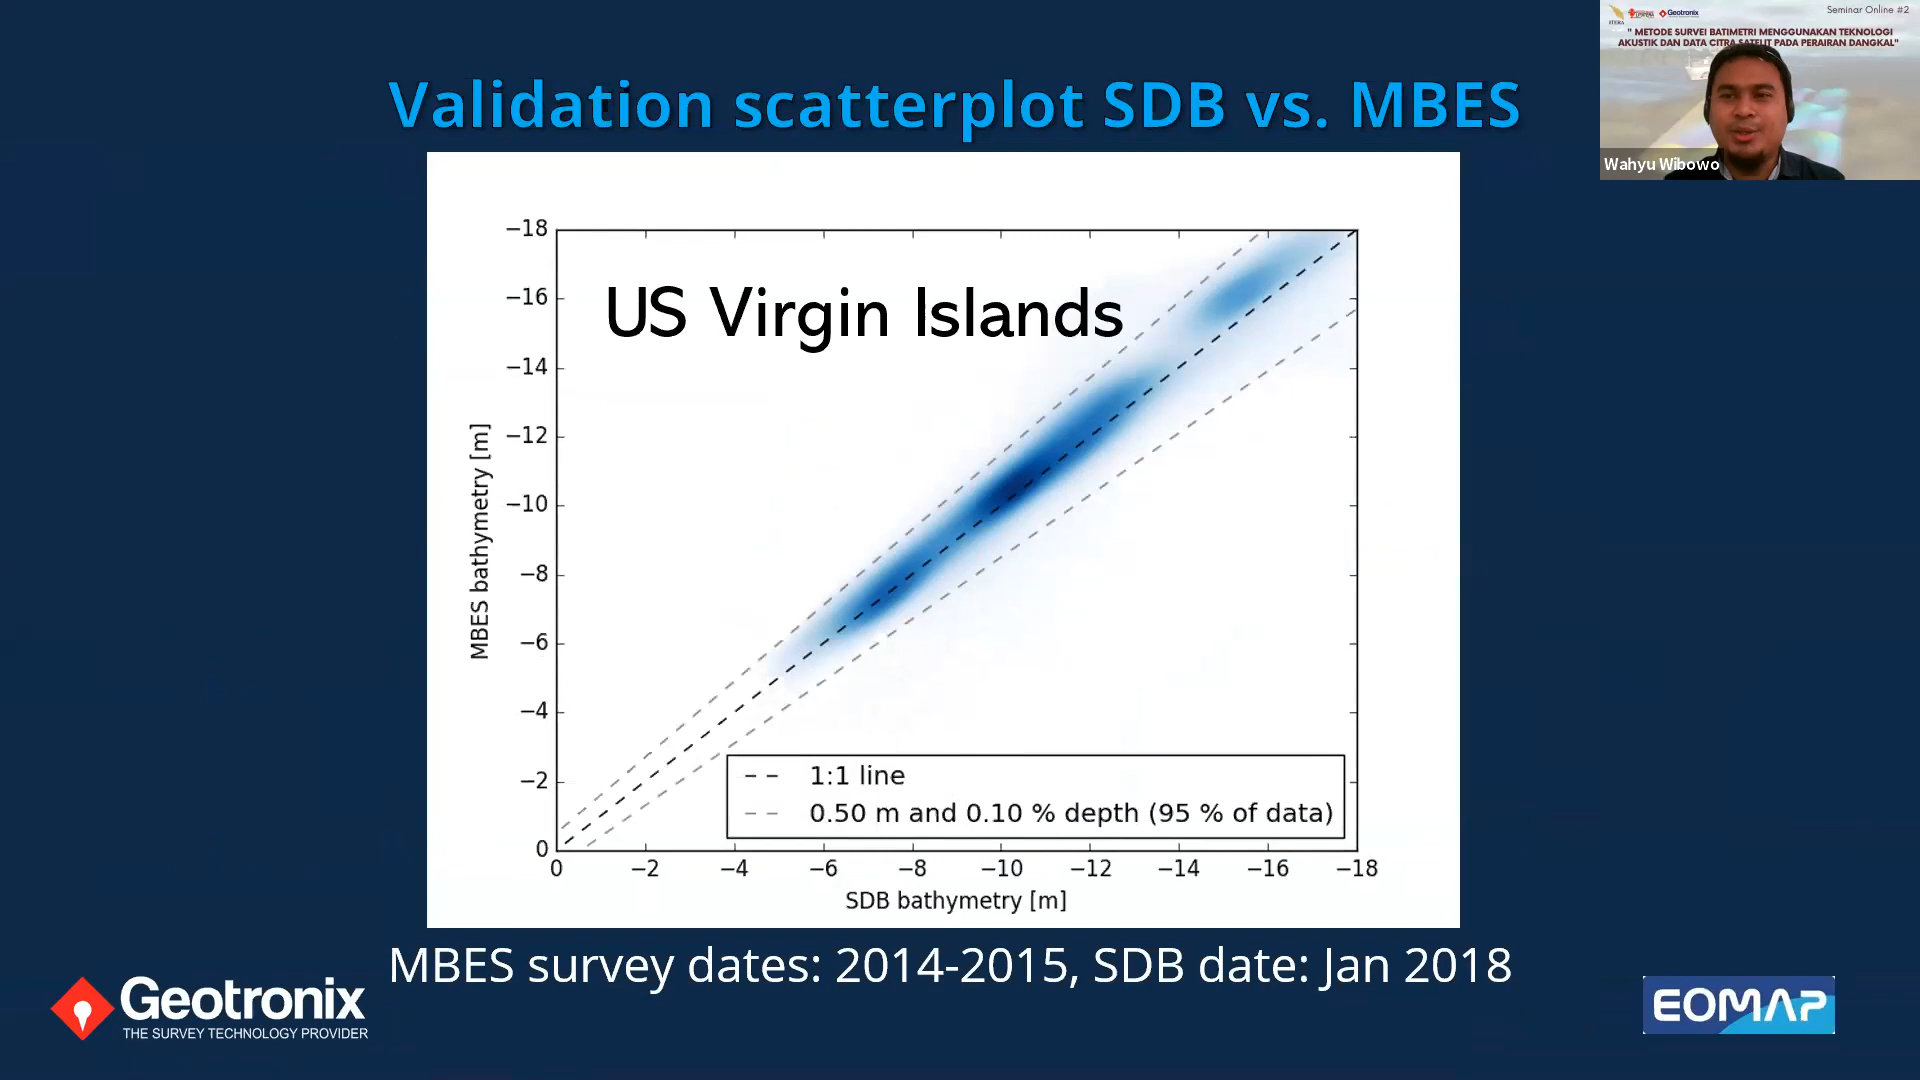 Validation scatterplot SDB vs. MBES
Geotronix
Seminar Online #2
" METODE SURVEI BATIMETRI MENGGUNAKAN TEKNOLOGI
AKUSTIK DAN DATA CITRA SATELIT PADA PERAIRAN DANGKAL"
Wahyu Wibowo
US Virgin Islands
MBES bathymetry [m]
−18
−16
−14
−12
−10
−8
−6
−4
−2
0
1:1 line
0.50 m and 0.10 % depth (95 % of data)
0 −2 −4 −6 −8 −10 −12 −14 −16 −18
SDB bathymetry [m]
MBES survey dates: 2014-2015, SDB date: Jan 2018
Geotronix
THE SURVEY TECHNOLOGY PROVIDER
EOMAP